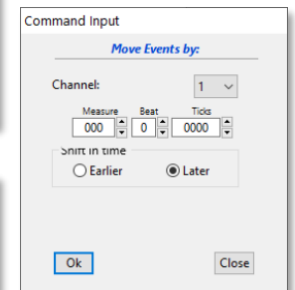 Command Input
Move Events by:
Channel: 1
Measure Beat Ticks
000 0 0000
Shift in time
Earlier Later
Ok Close